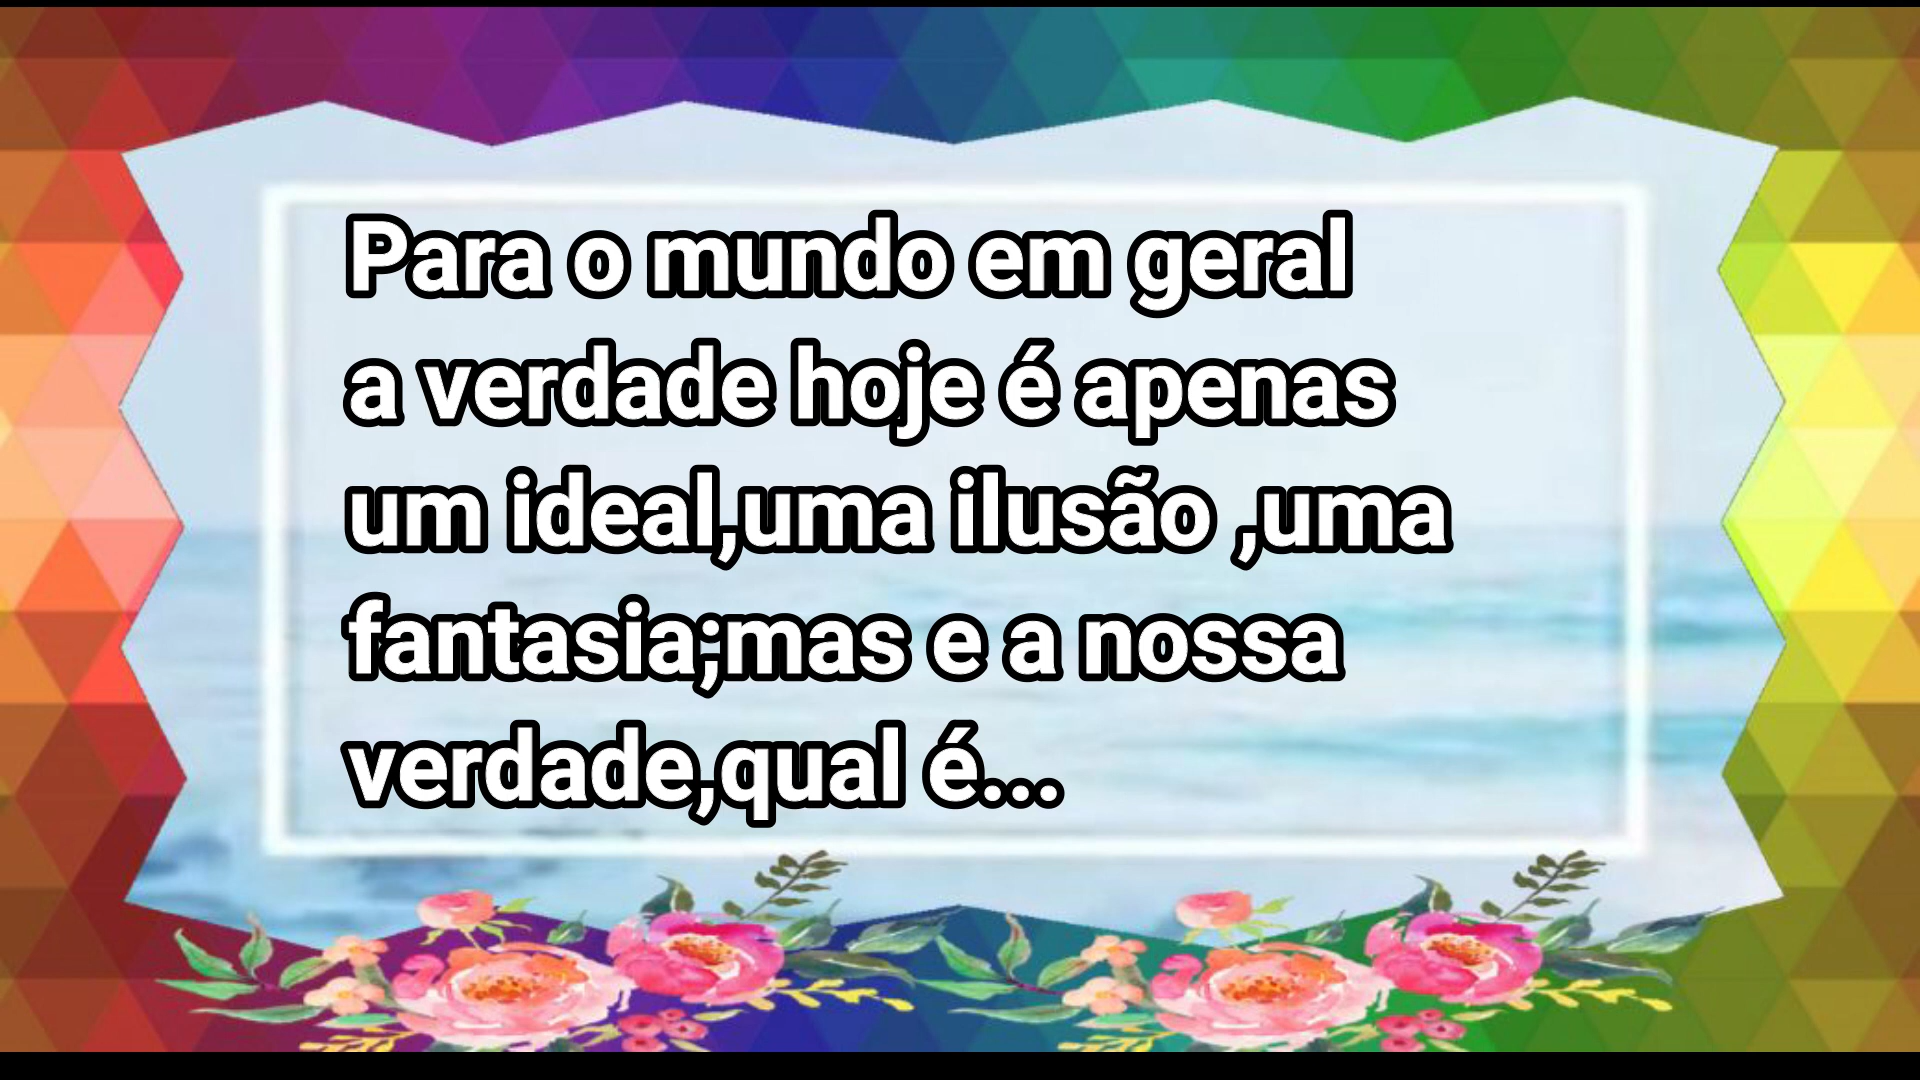 Para o mundo em geral
a verdade hoje é apenas
um ideal,uma ilusão ,uma
fantasia;mas e a nossa
verdade,qual é...